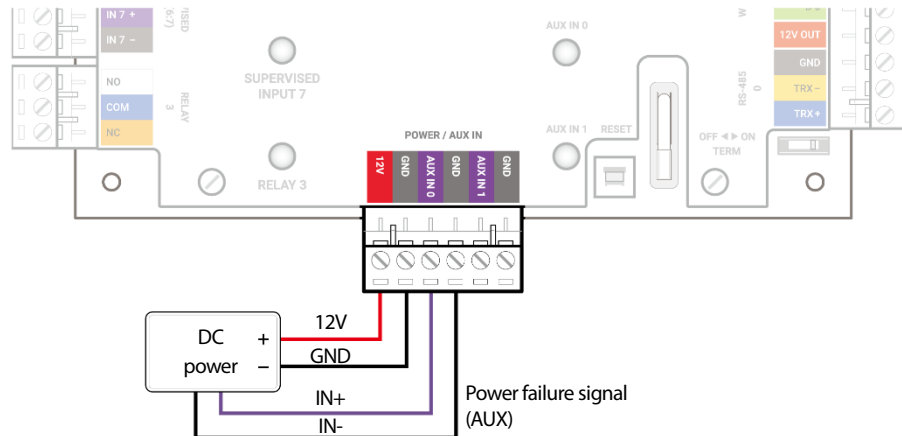 IN 7 +
IN 7 −
NO
COM
NC
RELAY
3
SUPERVISED
INPUT 7
RELAY 3
AUX IN 0
AUX IN 1
RESET
OFF ◄ ► ON
TERM
12V OUT
GND
TRX −
TRX +
RS-485
0
POWER / AUX IN
12V
GND
AUX IN 0
GND
AUX IN 1
GND
DC
power
+
−
12V
GND
IN+
IN-
Power failure signal
(AUX)